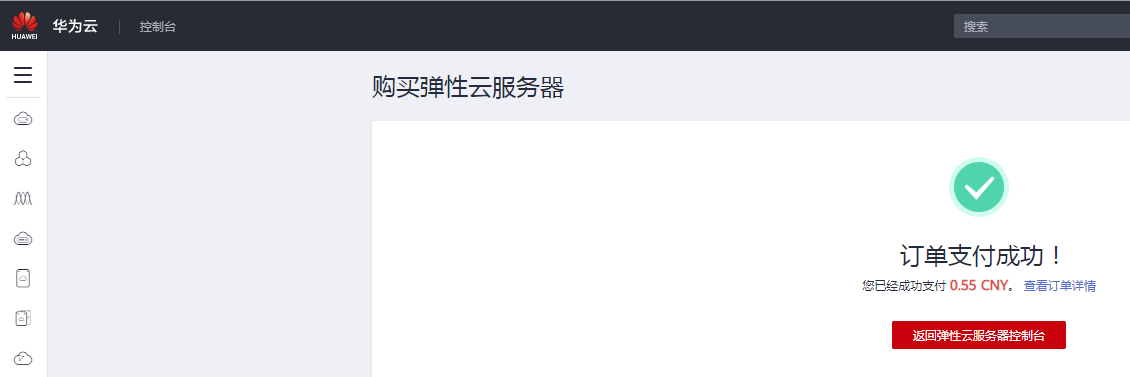 HUAWEI
华为云
控制台
搜索
购买弹性云服务器
订单支付成功！
您已经成功支付 0.55 CNY。 查看订单详情
返回弹性云服务器控制台